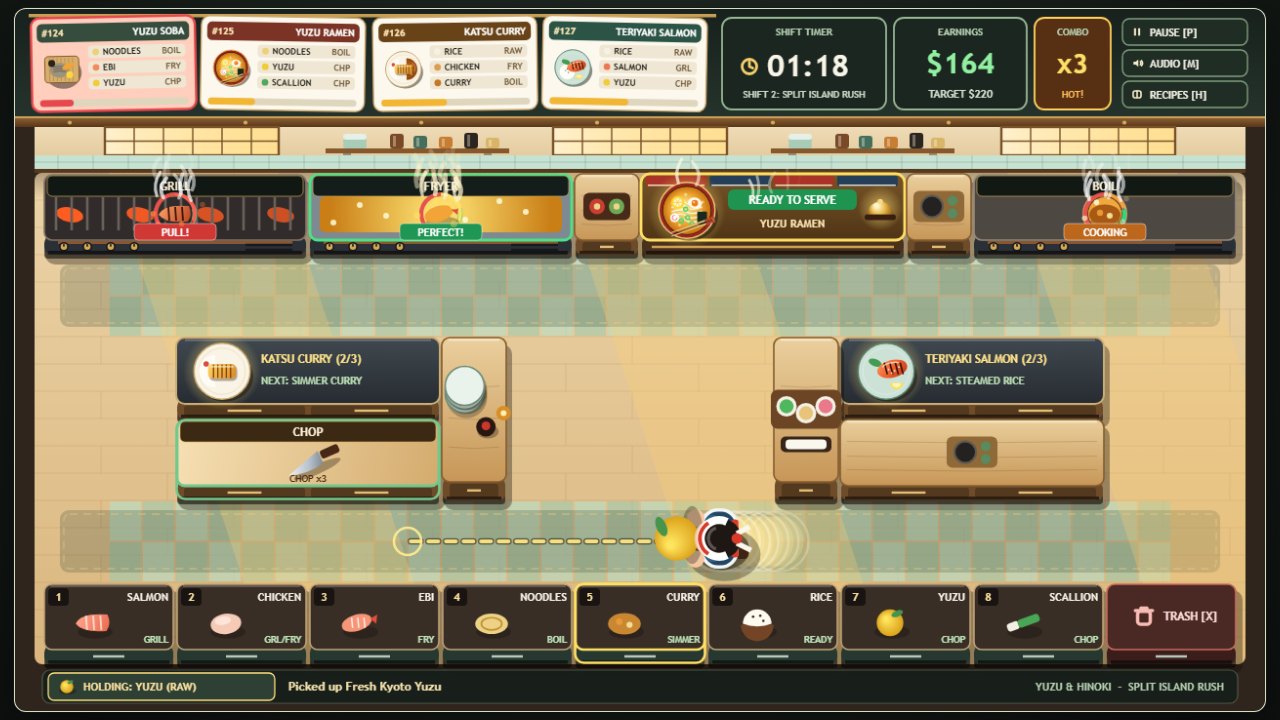 #124 YUZU SOBA
NOODLES BOIL
EBI FRY
YUZU CHP
#125 YUZU RAMEN
NOODLES BOIL
YUZU CHP
SCALLION CHP
#126 KATSU CURRY
RICE RAW
CHICKEN FRY
CURRY BOIL
#127 TERIYAKI SALMON
RICE RAW
SALMON GRL
YUZU CHP
SHIFT TIMER
01:18
SHIFT 2: SPLIT ISLAND RUSH
EARNINGS
$164
TARGET $220
COMBO
x3
HOT!
PAUSE [P]
AUDIO [M]
RECIPES [H]
GRILL
PULL!
FRYER
PERFECT!
READY TO SERVE
YUZU RAMEN
BOIL
COOKING
KATSU CURRY (2/3)
NEXT: SIMMER CURRY
CHOP
CHOP x3
TERIYAKI SALMON (2/3)
NEXT: STEAMED RICE
1 SALMON
GRILL
2 CHICKEN
GRL/FRY
3 EBI
FRY
4 NOODLES
BOIL
5 CURRY
SIMMER
6 RICE
READY
7 YUZU
CHOP
8 SCALLION
CHOP
TRASH [X]
HOLDING: YUZU (RAW)
Picked up Fresh Kyoto Yuzu
YUZU & HINOKI - SPLIT ISLAND RUSH